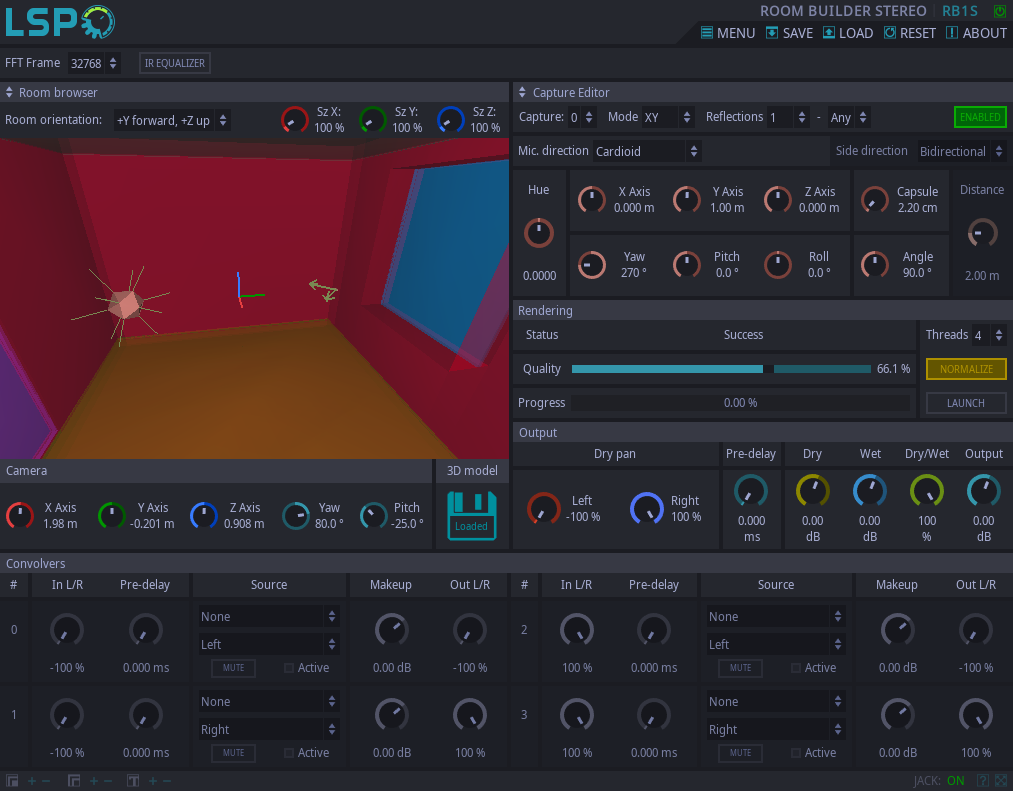 LSP
ROOM BUILDER STEREO RB1S
MENU SAVE LOAD RESET ABOUT
FFT Frame 32768 IR EQUALIZER
Room browser
Room orientation: +Y forward, +Z up
Sz X: 100 %
Sz Y: 100 %
Sz Z: 100 %
Camera
X Axis 1.98 m
Y Axis -0.201 m
Z Axis 0.908 m
Yaw 80.0 °
Pitch -25.0 °
3D model
Loaded
Capture Editor
Capture: 0 Mode XY Reflections 1 - Any ENABLED
Mic. direction Cardioid Side direction Bidirectional
Hue 0.0000
X Axis 0.000 m
Y Axis 1.00 m
Z Axis 0.000 m
Capsule 2.20 cm
Distance 2.00 m
Yaw 270 °
Pitch 0.0 °
Roll 0.0 °
Angle 90.0 °
Rendering
Status Success Threads 4
Quality 66.1 % NORMALIZE
Progress 0.00 % LAUNCH
Output
Dry pan Pre-delay Dry Wet Dry/Wet Output
Left -100 %
Right 100 %
0.000 ms
0.00 dB
0.00 dB
100 %
0.00 dB
Convolvers
# In L/R Pre-delay Source Makeup Out L/R # In L/R Pre-delay Source Makeup Out L/R
0 None 2 None
Left Left
-100 % 0.000 ms MUTE Active 0.00 dB -100 % 100 % 0.000 ms MUTE Active 0.00 dB -100 %
1 None 3 None
Right Right
-100 % 0.000 ms MUTE Active 0.00 dB 100 % 100 % 0.000 ms MUTE Active 0.00 dB 100 %
+ - + - T + - JACK: ON ?